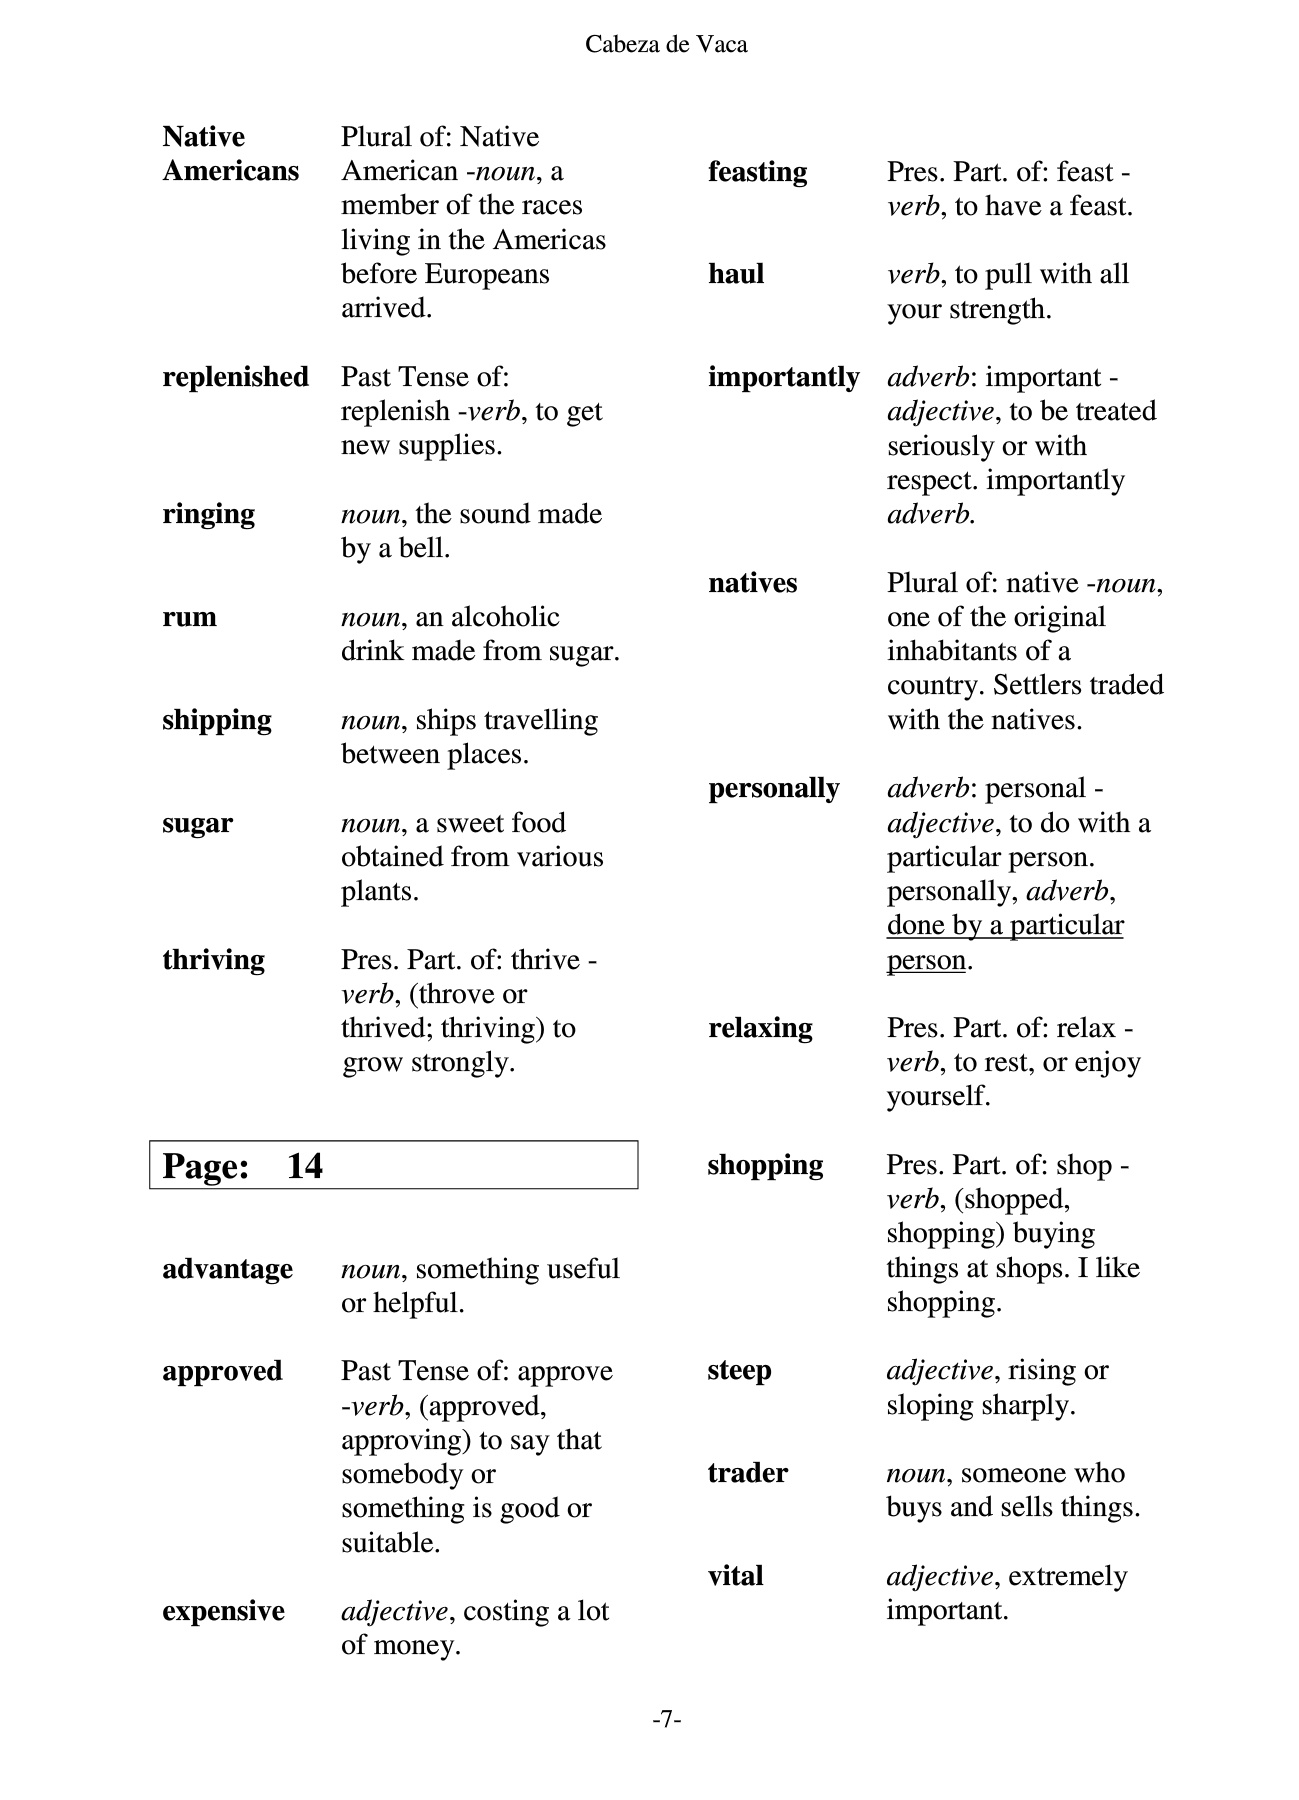 Cabeza de Vaca
Native Plural of: Native
Americans American -noun, a
member of the races
living in the Americas
before Europeans
arrived.
replenished Past Tense of:
replenish -verb, to get
new supplies.
ringing noun, the sound made
by a bell.
rum noun, an alcoholic
drink made from sugar.
shipping noun, ships travelling
between places.
sugar noun, a sweet food
obtained from various
plants.
thriving Pres. Part. of: thrive -
verb, (throve or
thrived; thriving) to
grow strongly.
Page: 14
advantage noun, something useful
or helpful.
approved Past Tense of: approve
-verb, (approved,
approving) to say that
somebody or
something is good or
suitable.
expensive adjective, costing a lot
of money.
feasting Pres. Part. of: feast -
verb, to have a feast.
haul verb, to pull with all
your strength.
importantly adverb: important -
adjective, to be treated
seriously or with
respect. importantly
adverb.
natives Plural of: native -noun,
one of the original
inhabitants of a
country. Settlers traded
with the natives.
personally adverb: personal -
adjective, to do with a
particular person.
personally, adverb,
done by a particular
person.
relaxing Pres. Part. of: relax -
verb, to rest, or enjoy
yourself.
shopping Pres. Part. of: shop -
verb, (shopped,
shopping) buying
things at shops. I like
shopping.
steep adjective, rising or
sloping sharply.
trader noun, someone who
buys and sells things.
vital adjective, extremely
important.
-7-